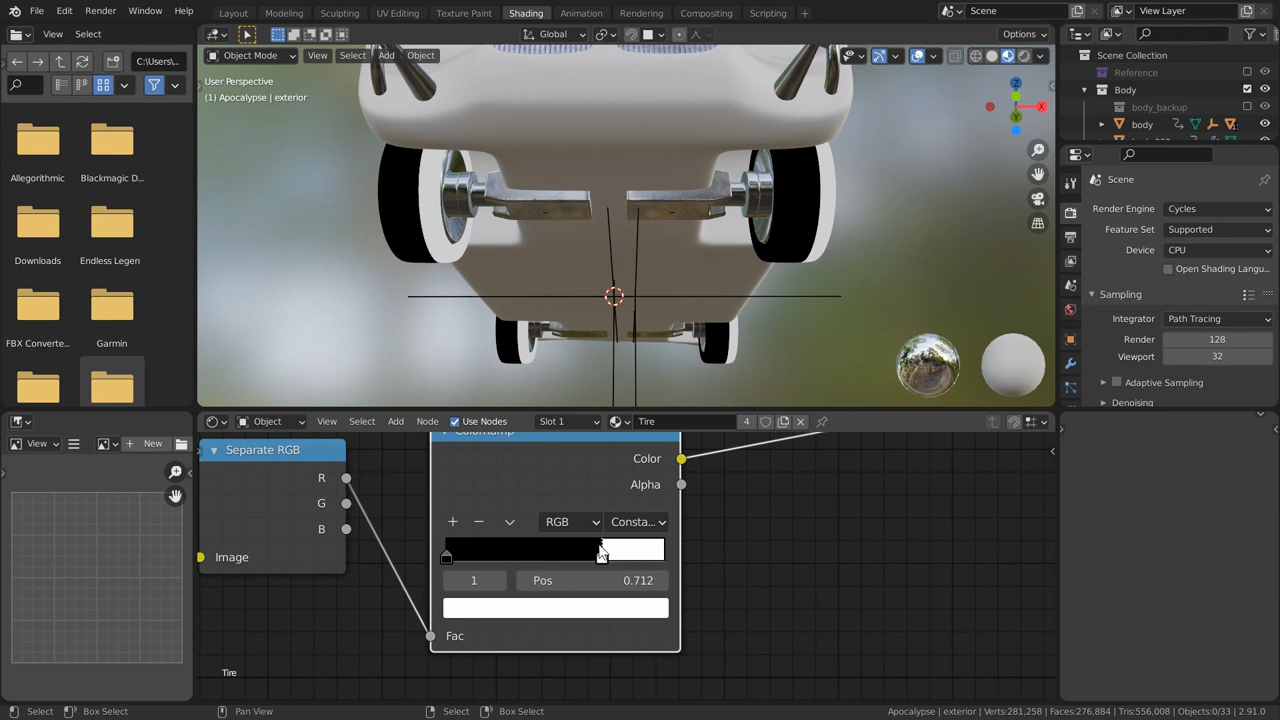 File Edit Render Window Help Layout Modeling Sculpting UV Editing Texture Paint Shading Animation Rendering Compositing Scripting Scene View Layer
View Select Global Options
C:\Users\... Object Mode View Select Add Object
User Perspective
(1) Apocalypse | exterior
Scene Collection
Reference
Body
body_backup
body
Allegorithmic Blackmagic D...
Downloads Endless Legen
FBX Converte... Garmin
Z
X
Y
Scene
Render Engine Cycles
Feature Set Supported
Device CPU
Open Shading Langu...
Sampling
Integrator Path Tracing
Render 128
Viewport 32
Adaptive Sampling
Denoising
Object View Select Add Node Use Nodes Slot 1 Tire 4
View New
Separate RGB
R
G
B
Image
ColorRamp
Color
Alpha
RGB Consta...
1 Pos 0.712
Fac
Tire
Select Box Select Pan View Select Box Select Apocalypse | exterior | Verts:281,258 | Faces:276,884 | Tris:556,008 | Objects:0/33 | 2.91.0